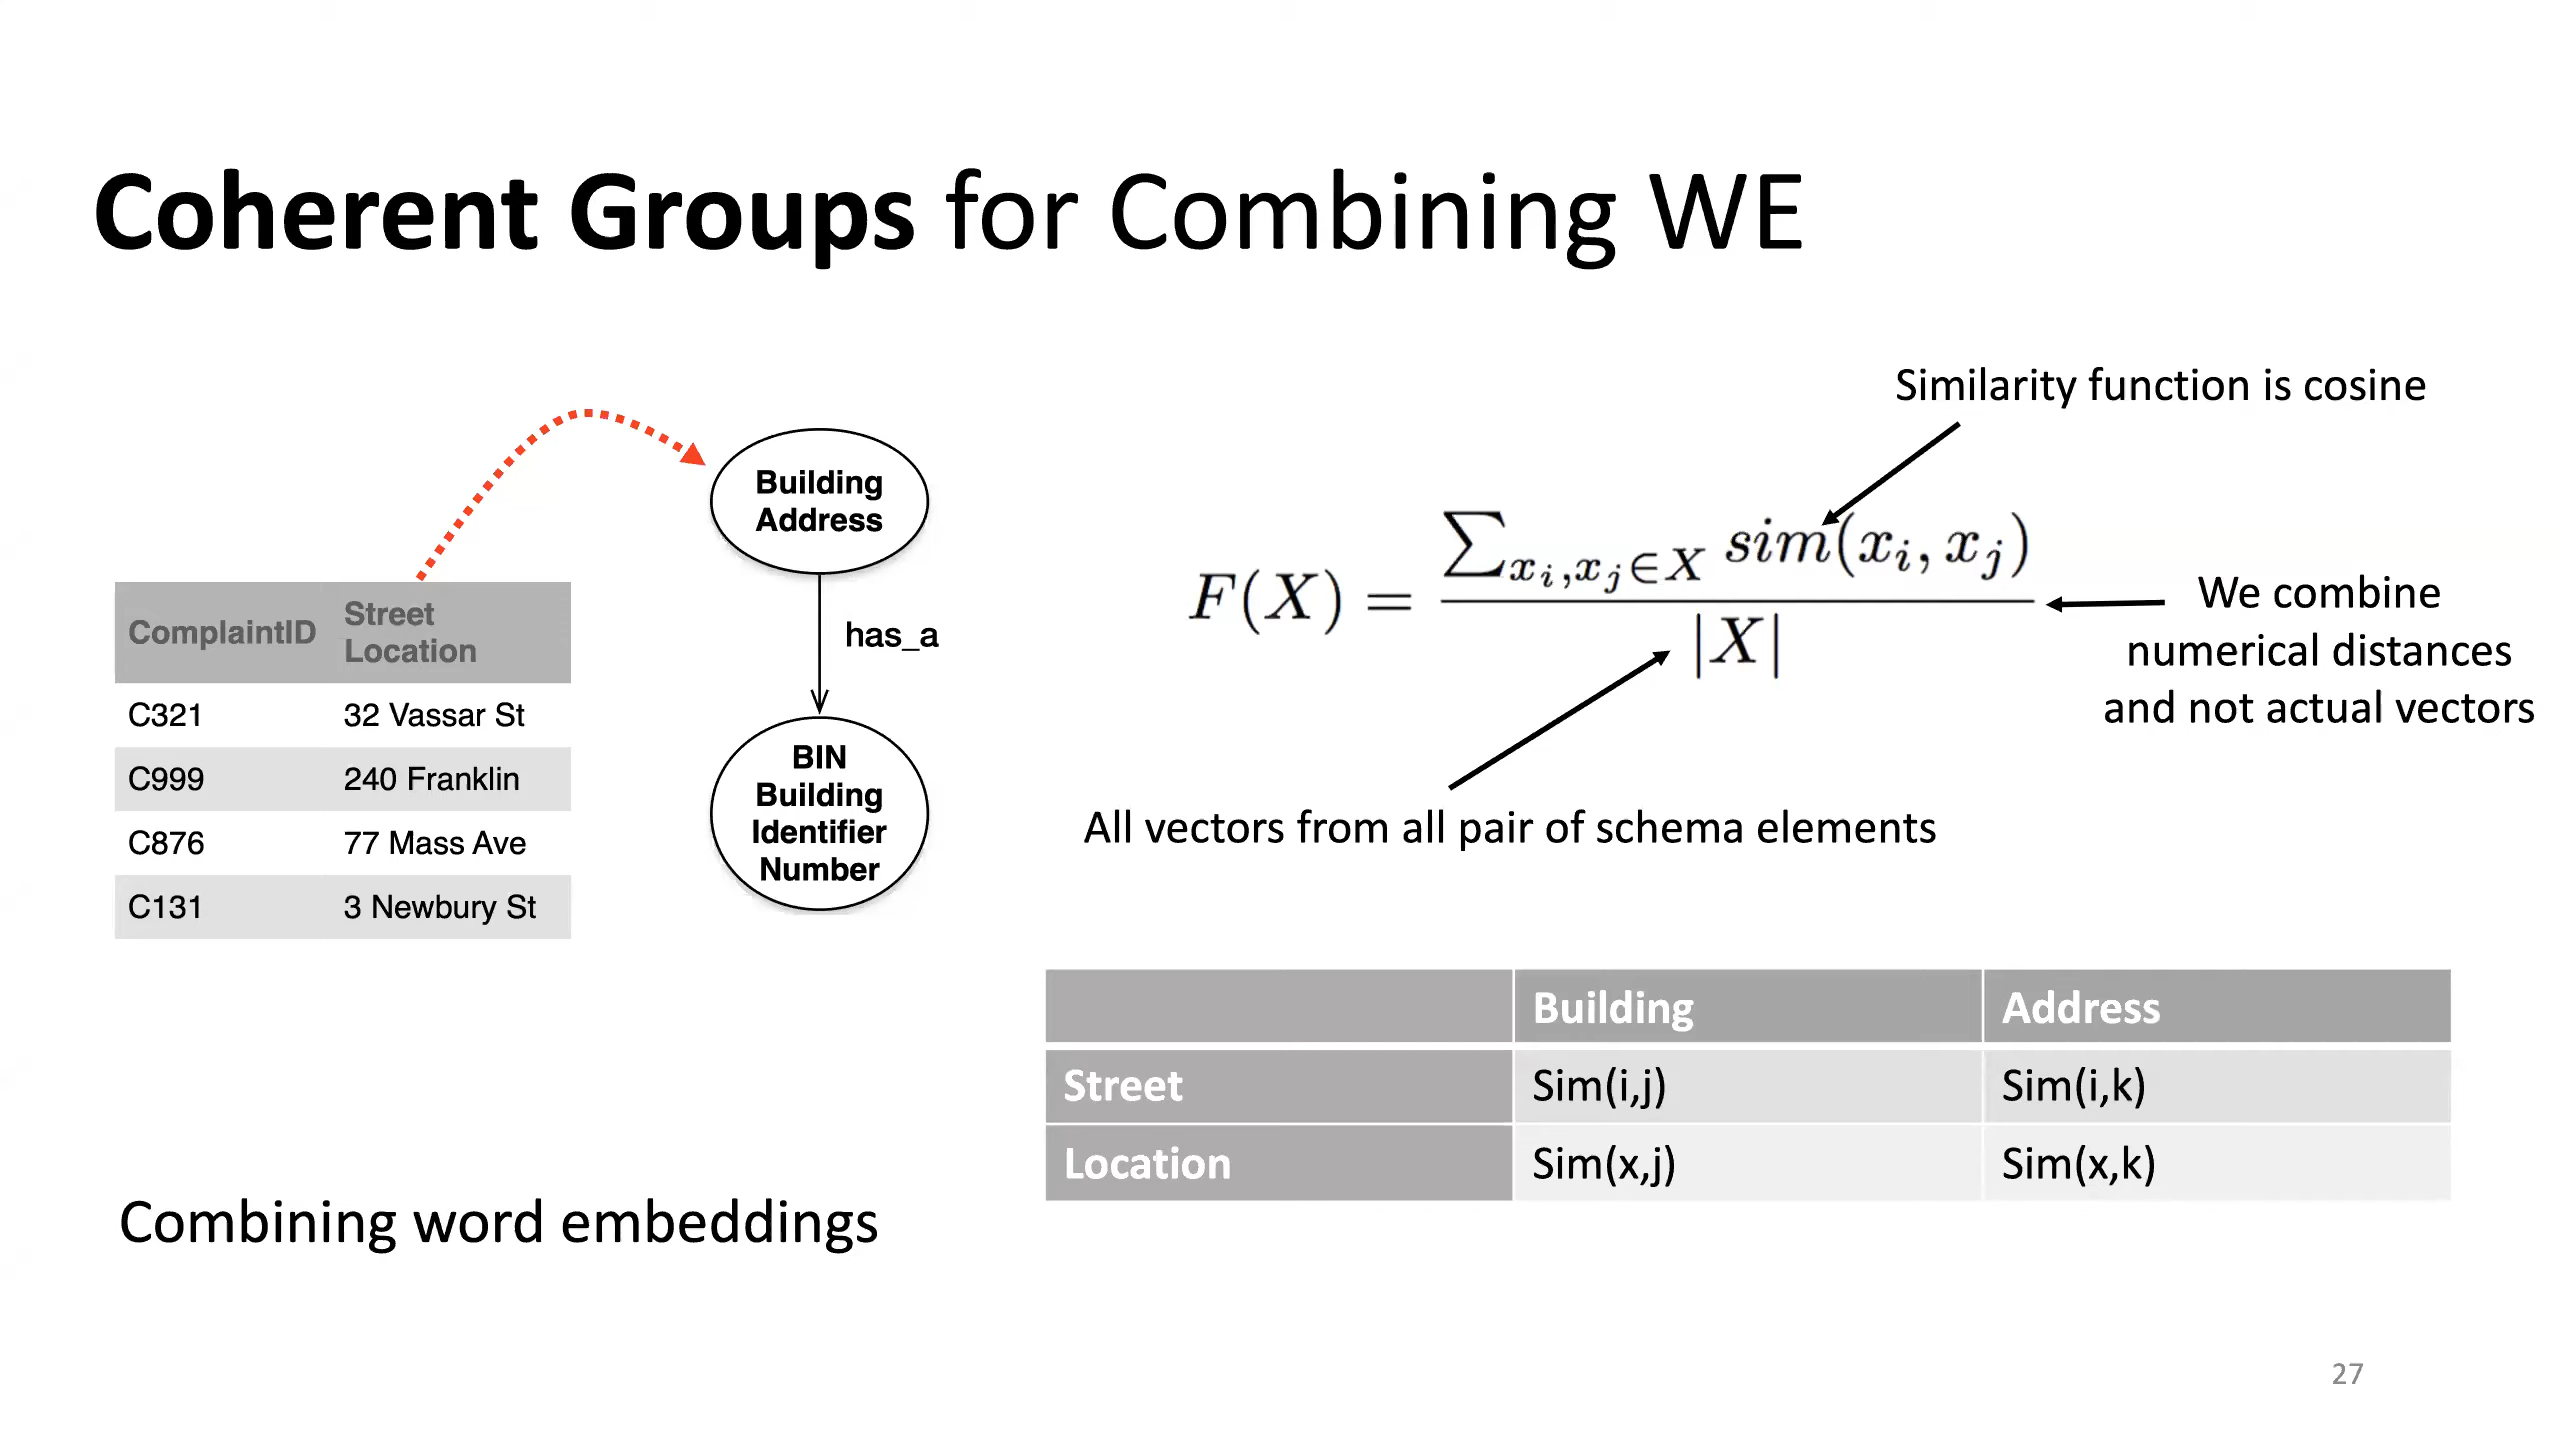 Coherent Groups for Combining WE
Similarity function is cosine
Building
Address
has_a
BIN
Building
Identifier
Number
ComplaintID
Street
Location
C321 32 Vassar St
C999 240 Franklin
C876 77 Mass Ave
C131 3 Newbury St
F(X) = \frac{\sum_{x_i,x_j \in X} sim(x_i, x_j)}{|X|}
We combine
numerical distances
and not actual vectors
All vectors from all pair of schema elements
Building Address
Street Sim(i,j) Sim(i,k)
Location Sim(x,j) Sim(x,k)
Combining word embeddings
27